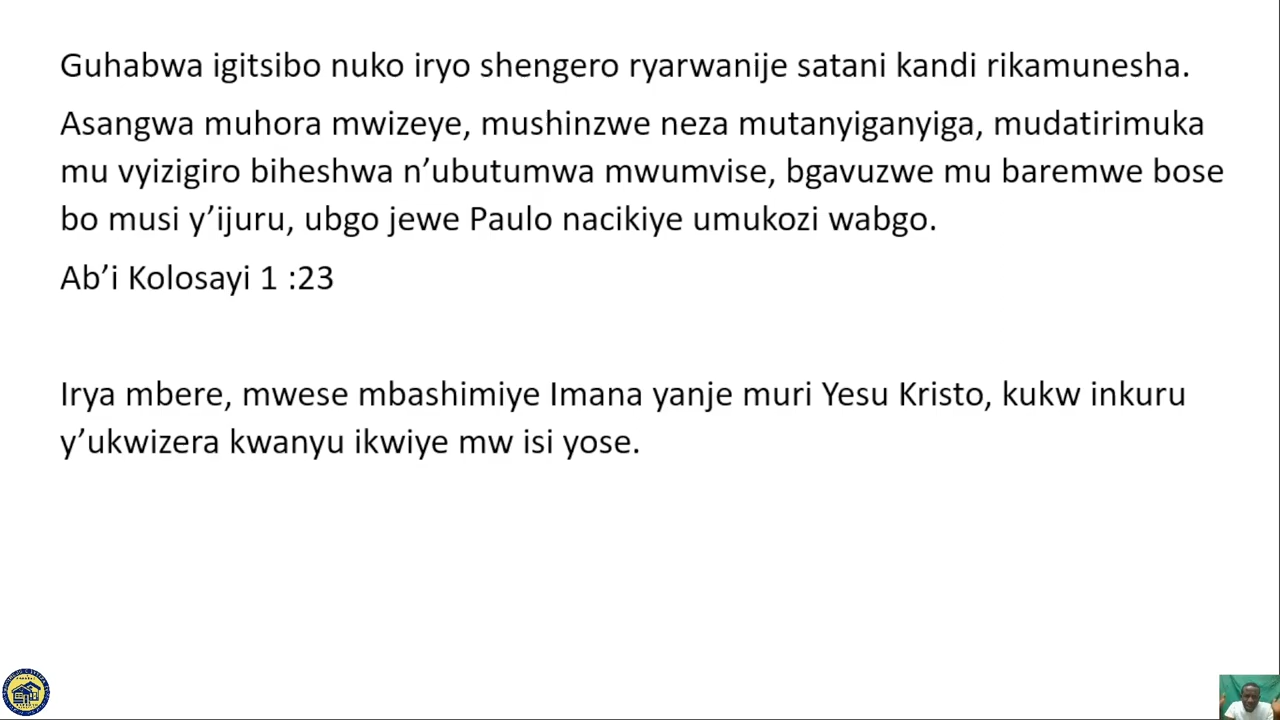 Guhabwa igitsibo nuko iryo shengero ryarwanije satani kandi rikamunesha.
Asangwa muhora mwizeye, mushinzwe neza mutanyiganyiga, mudatirimuka
mu vyizigiro biheshwa n’ubutumwa mwumvise, bgavuzwe mu baremwe bose
bo musi y’ijuru, ubgo jewe Paulo nacikiye umukozi wabgo.
Ab’i Kolosayi 1 :23
Irya mbere, mwese mbashimiye Imana yanje muri Yesu Kristo, kukw inkuru
y’ukwizera kwanyu ikwiye mw isi yose.